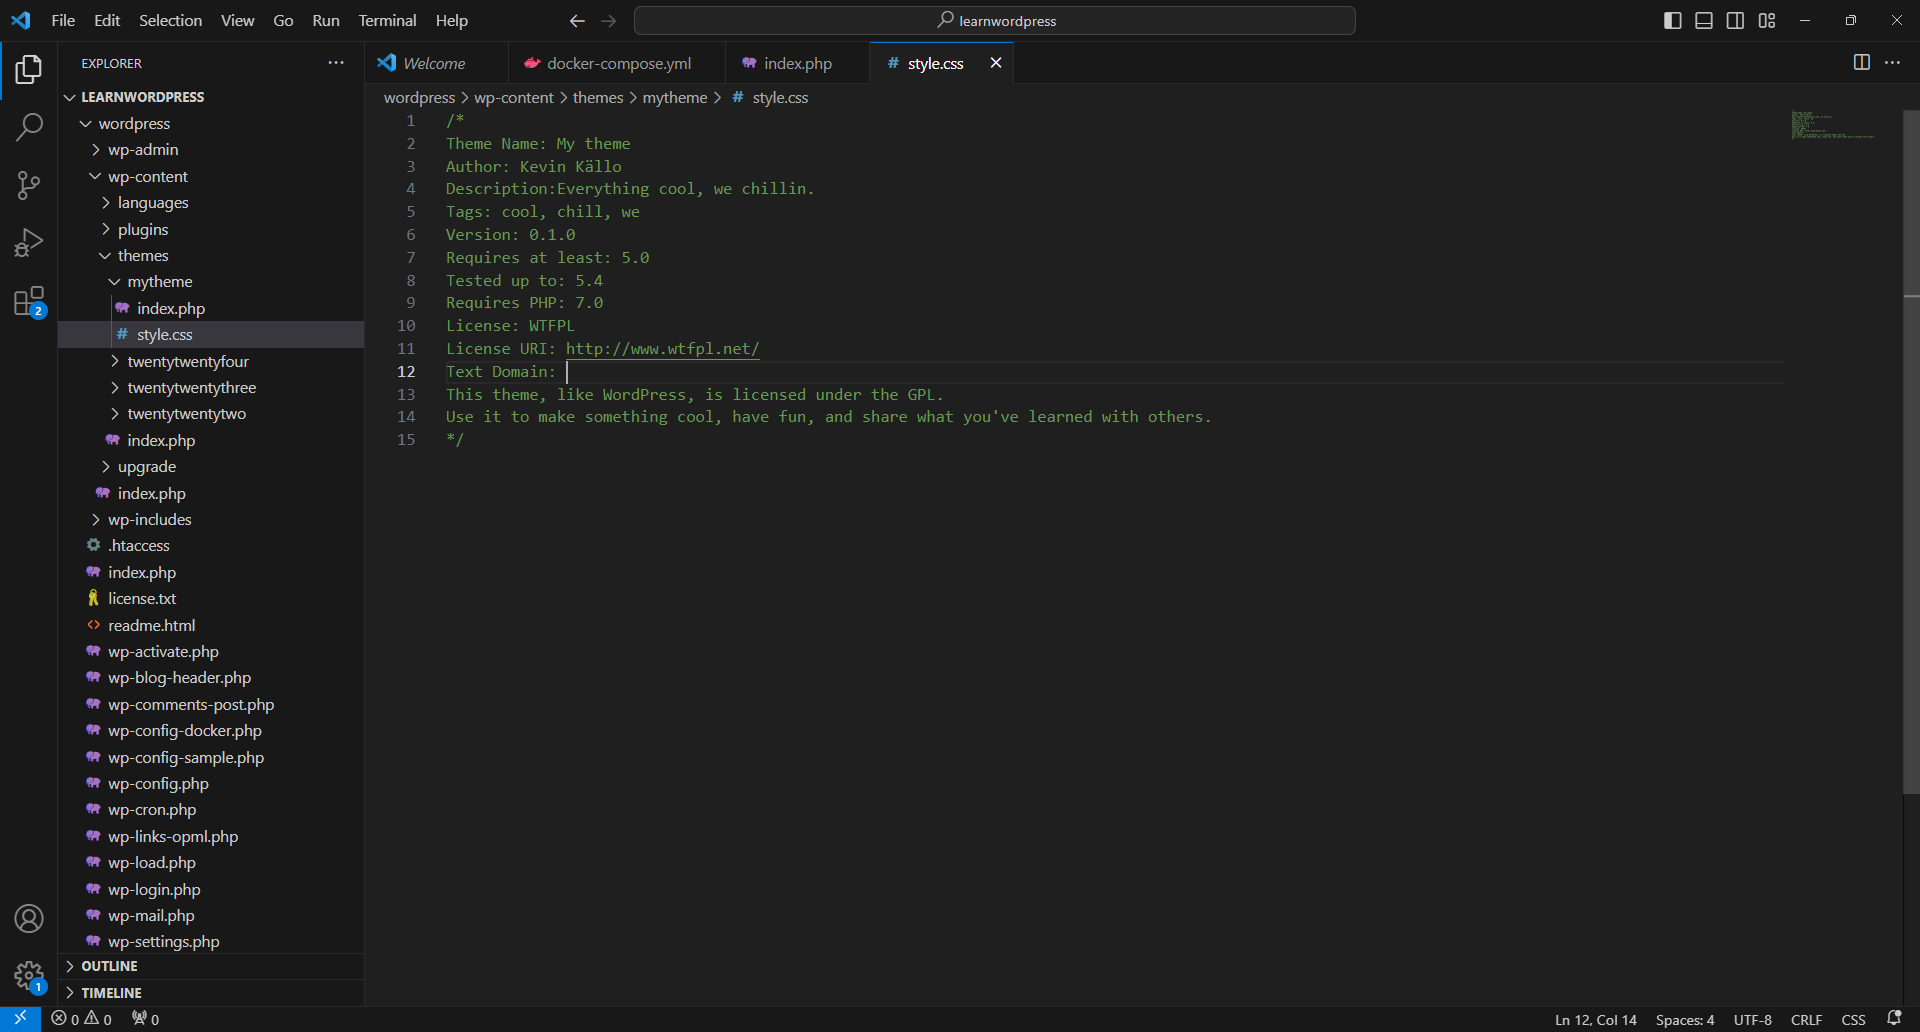 File Edit Selection View Go Run Terminal Help
learnwordpress
EXPLORER
LEARNWORDPRESS
wordpress
wp-admin
wp-content
languages
plugins
themes
mytheme
index.php
style.css
twentytwentyfour
twentytwentythree
twentytwentytwo
index.php
upgrade
index.php
wp-includes
.htaccess
index.php
license.txt
readme.html
wp-activate.php
wp-blog-header.php
wp-comments-post.php
wp-config-docker.php
wp-config-sample.php
wp-config.php
wp-cron.php
wp-links-opml.php
wp-load.php
wp-login.php
wp-mail.php
wp-settings.php
OUTLINE
TIMELINE
2
1
Welcome docker-compose.yml index.php # style.css
wordpress > wp-content > themes > mytheme > # style.css
1 /*
2 Theme Name: My theme
3 Author: Kevin Källo
4 Description:Everything cool, we chillin.
5 Tags: cool, chill, we
6 Version: 0.1.0
7 Requires at least: 5.0
8 Tested up to: 5.4
9 Requires PHP: 7.0
10 License: WTFPL
11 License URI: http://www.wtfpl.net/
12 Text Domain:
13 This theme, like WordPress, is licensed under the GPL.
14 Use it to make something cool, have fun, and share what you've learned with others.
15 */
0 0 0
Ln 12, Col 14 Spaces: 4 UTF-8 CRLF CSS